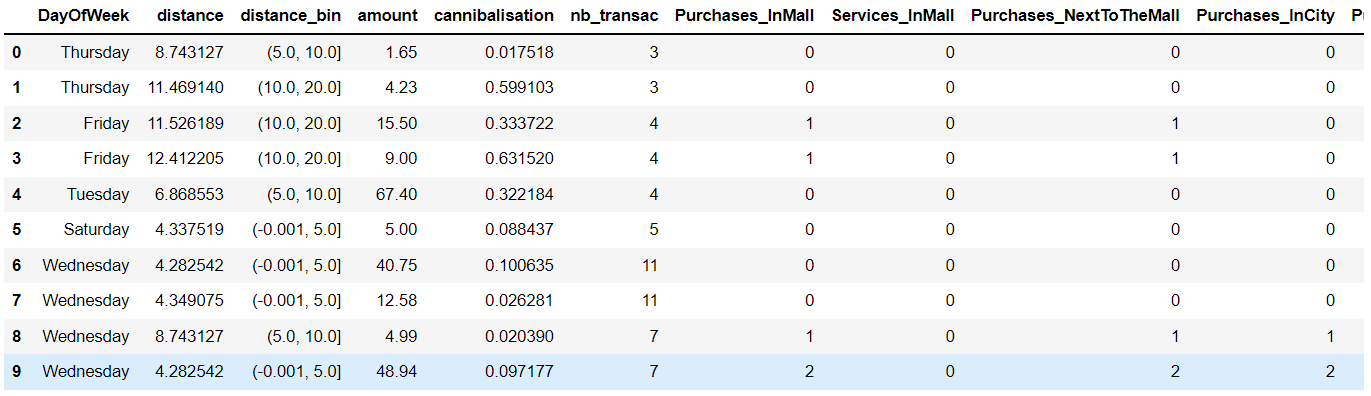 DayOfWeek distance distance_bin amount cannibalisation nb_transac Purchases_InMall Services_InMall Purchases_NextToTheMall Purchases_InCity
0 Thursday 8.743127 (5.0, 10.0] 1.65 0.017518 3 0 0 0 0
1 Thursday 11.469140 (10.0, 20.0] 4.23 0.599103 3 0 0 0 0
2 Friday 11.526189 (10.0, 20.0] 15.50 0.333722 4 1 0 1 0
3 Friday 12.412205 (10.0, 20.0] 9.00 0.631520 4 1 0 1 0
4 Tuesday 6.868553 (5.0, 10.0] 67.40 0.322184 4 0 0 0 0
5 Saturday 4.337519 (-0.001, 5.0] 5.00 0.088437 5 0 0 0 0
6 Wednesday 4.282542 (-0.001, 5.0] 40.75 0.100635 11 0 0 0 0
7 Wednesday 4.349075 (-0.001, 5.0] 12.58 0.026281 11 0 0 0 0
8 Wednesday 8.743127 (5.0, 10.0] 4.99 0.020390 7 1 0 1 1
9 Wednesday 4.282542 (-0.001, 5.0] 48.94 0.097177 7 2 0 2 2